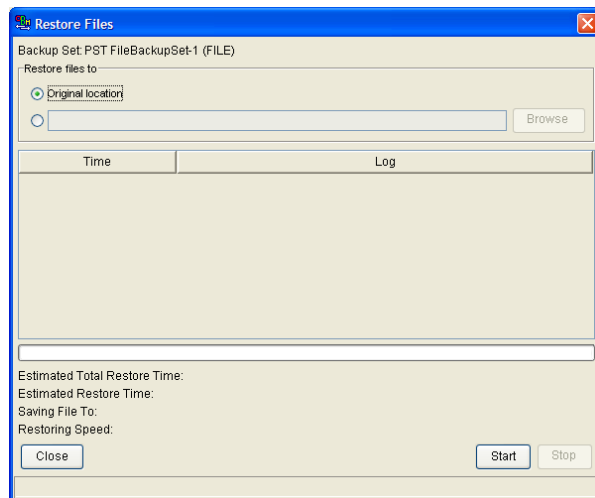 Restore Files
Backup Set: PST FileBackupSet-1 (FILE)
Restore files to
Original location
Browse
Time Log
Estimated Total Restore Time:
Estimated Restore Time:
Saving File To:
Restoring Speed:
Close Start Stop